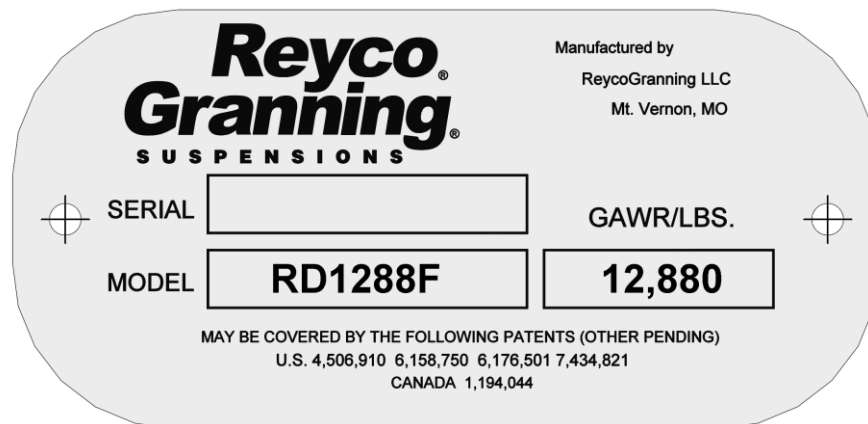 Reyco®
Granning®
SUSPENSIONS
Manufactured by
ReycoGranning LLC
Mt. Vernon, MO
SERIAL
GAWR/LBS.
MODEL RD1288F 12,880
MAY BE COVERED BY THE FOLLOWING PATENTS (OTHER PENDING)
U.S. 4,506,910 6,158,750 6,176,501 7,434,821
CANADA 1,194,044